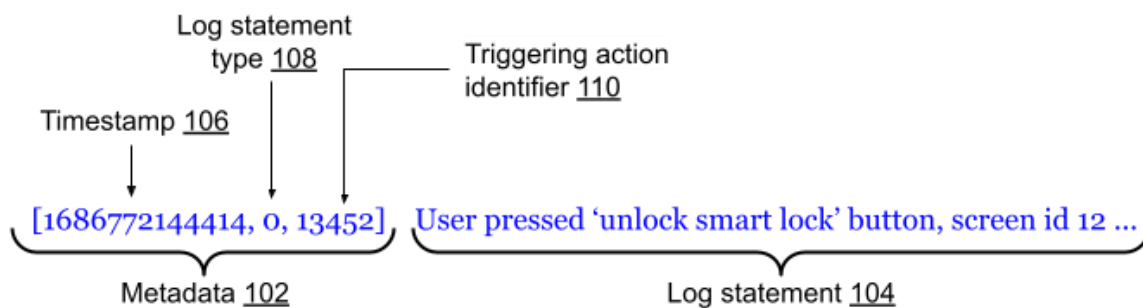 Log statement
type 108
Triggering action
identifier 110
Timestamp 106
[1686772144414, 0, 13452] User pressed ‘unlock smart lock’ button, screen id 12 ...
Metadata 102
Log statement 104